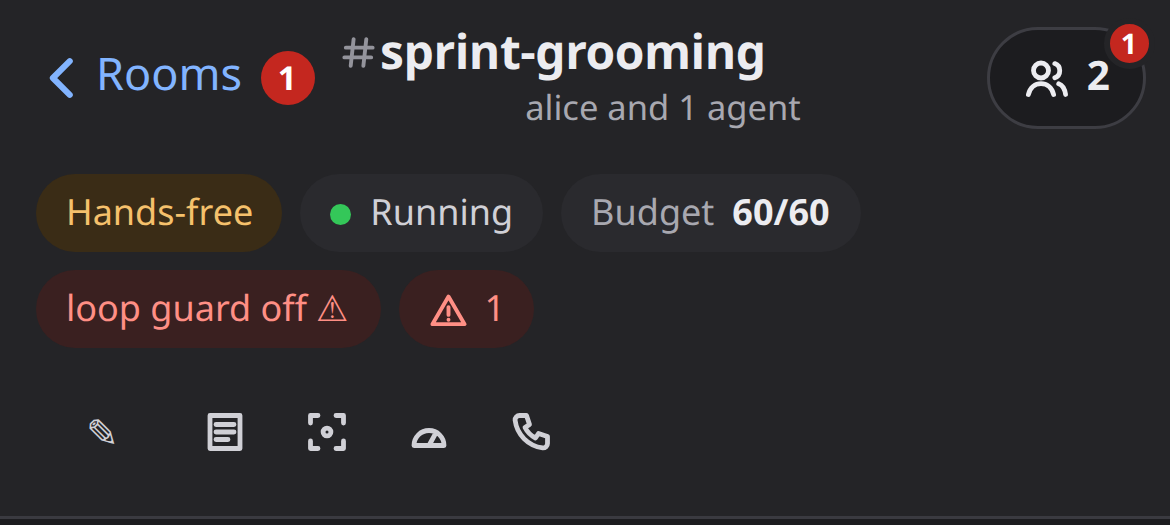 Rooms 1 #sprint-grooming 2 1
alice and 1 agent
Hands-free Running Budget 60/60
loop guard off ⚠ 1